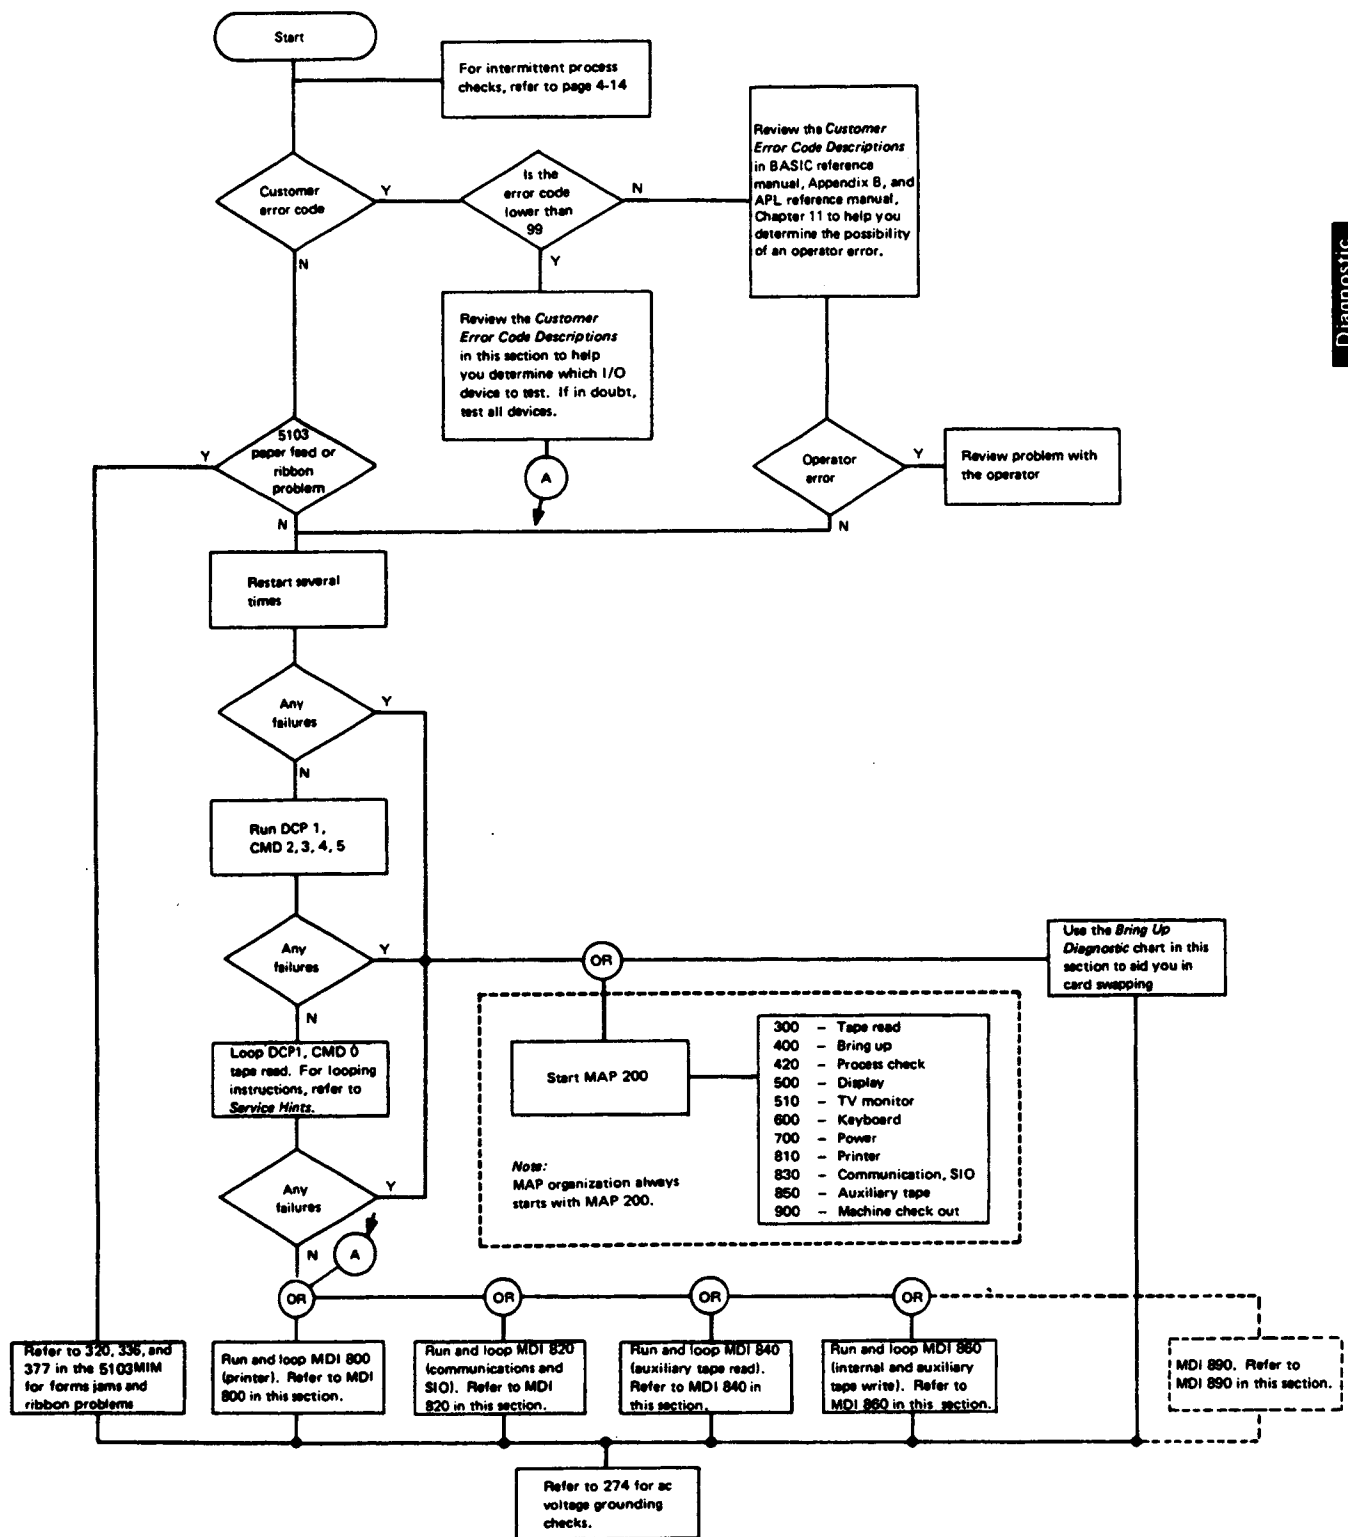 Start
For intermittent process
checks, refer to page 4-14
Customer
error code
Y
N
Is the
error code
lower than
99
N
Y
Review the Customer
Error Code Descriptions
in BASIC reference
manual, Appendix B, and
APL reference manual,
Chapter 11 to help you
determine the possibility
of an operator error.
Diagnostic
Review the Customer
Error Code Descriptions
in this section to help
you determine which I/O
device to test. If in doubt,
test all devices.
A
5103
paper feed or
ribbon
problem
Y
N
Operator
error
Y
N
Review problem with
the operator
Restart several
times
Any
failures
Y
N
Run DCP 1,
CMD 2, 3, 4, 5
Any
failures
Y
N
OR
Use the Bring Up
Diagnostic chart in this
section to aid you in
card swapping
Loop DCP1, CMD 0
tape read. For looping
instructions, refer to
Service Hints.
Start MAP 200
300 – Tape read
400 – Bring up
420 – Process check
500 – Display
510 – TV monitor
600 – Keyboard
700 – Power
810 – Printer
830 – Communication, SIO
850 – Auxiliary tape
900 – Machine check out
Note:
MAP organization always
starts with MAP 200.
Any
failures
Y
N
A
OR
OR
OR
OR
Refer to 320, 336, and
377 in the 5103MIM
for forms jams and
ribbon problems
Run and loop MDI 800
(printer). Refer to MDI
800 in this section.
Run and loop MDI 820
(communications and
SIO). Refer to MDI
820 in this section.
Run and loop MDI 840
(auxiliary tape read).
Refer to MDI 840 in
this section.
Run and loop MDI 860
(internal and auxiliary
tape write). Refer to
MDI 860 in this section.
MDI 890. Refer to
MDI 890 in this section.
Refer to 274 for ac
voltage grounding
checks.